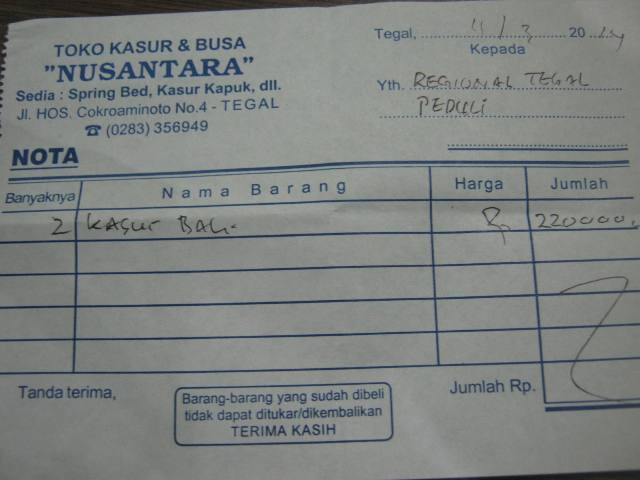 TOKO KASUR & BUSA
"NUSANTARA"
Sedia : Spring Bed, Kasur Kapuk, dll.
Jl. HOS. Cokroaminoto No.4 - TEGAL
☎ (0283) 356949
NOTA
Tegal, 4/3 20
Kepada
Yth. REGIONAL TEGAL
PEDULI
Banyaknya Nama Barang Harga Jumlah
2 KASUR Rp 220000,
Tanda terima,
Barang-barang yang sudah dibeli
tidak dapat ditukar/dikembalikan
TERIMA KASIH
Jumlah Rp.